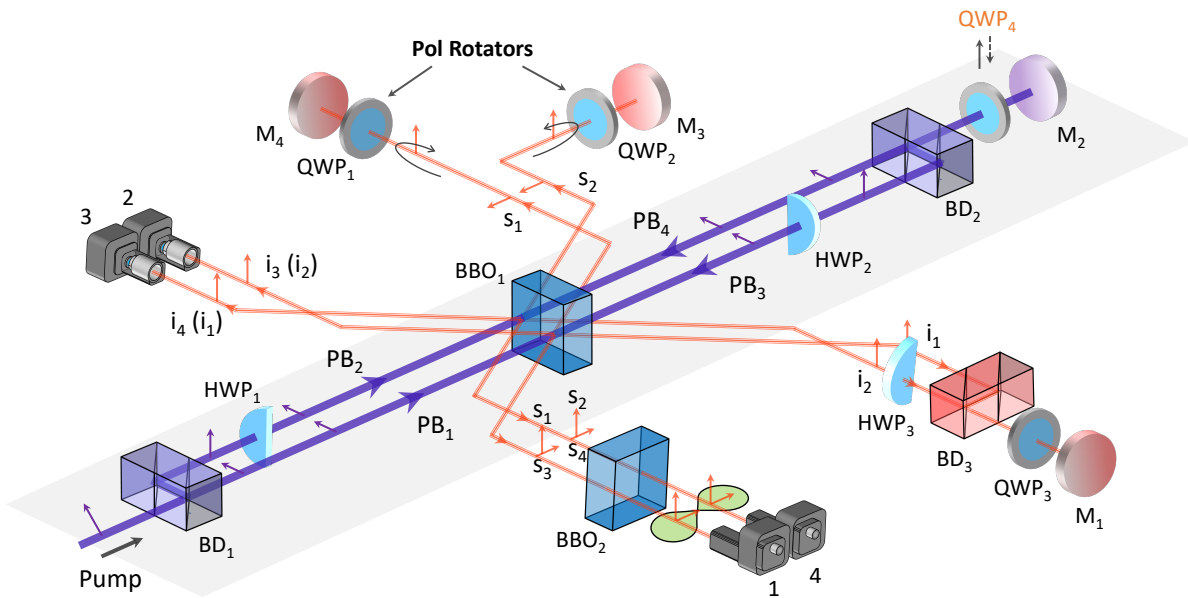 QWP₄
Pol Rotators
M₄
QWP₁
M₃
QWP₂
M₂
BD₂
s₂
s₁
3
2
PB₄
HWP₂
BBO₁
PB₃
i₃ (i₂)
i₄ (i₁)
i₁
PB₂
HWP₁
PB₁
i₂
HWP₃
BD₃
s₁
s₂
s₃
s₄
QWP₃
M₁
BD₁
Pump
BBO₂
1
4